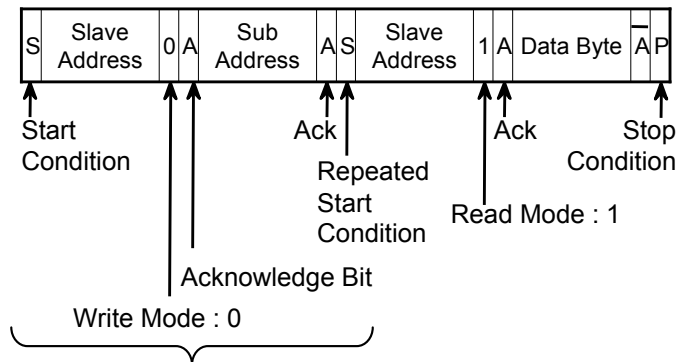 S Slave Address 0 A Sub Address A S Slave Address 1 A Data Byte A̅ P
Start Condition
Ack
Repeated Start Condition
Ack
Stop Condition
Read Mode : 1
Acknowledge Bit
Write Mode : 0